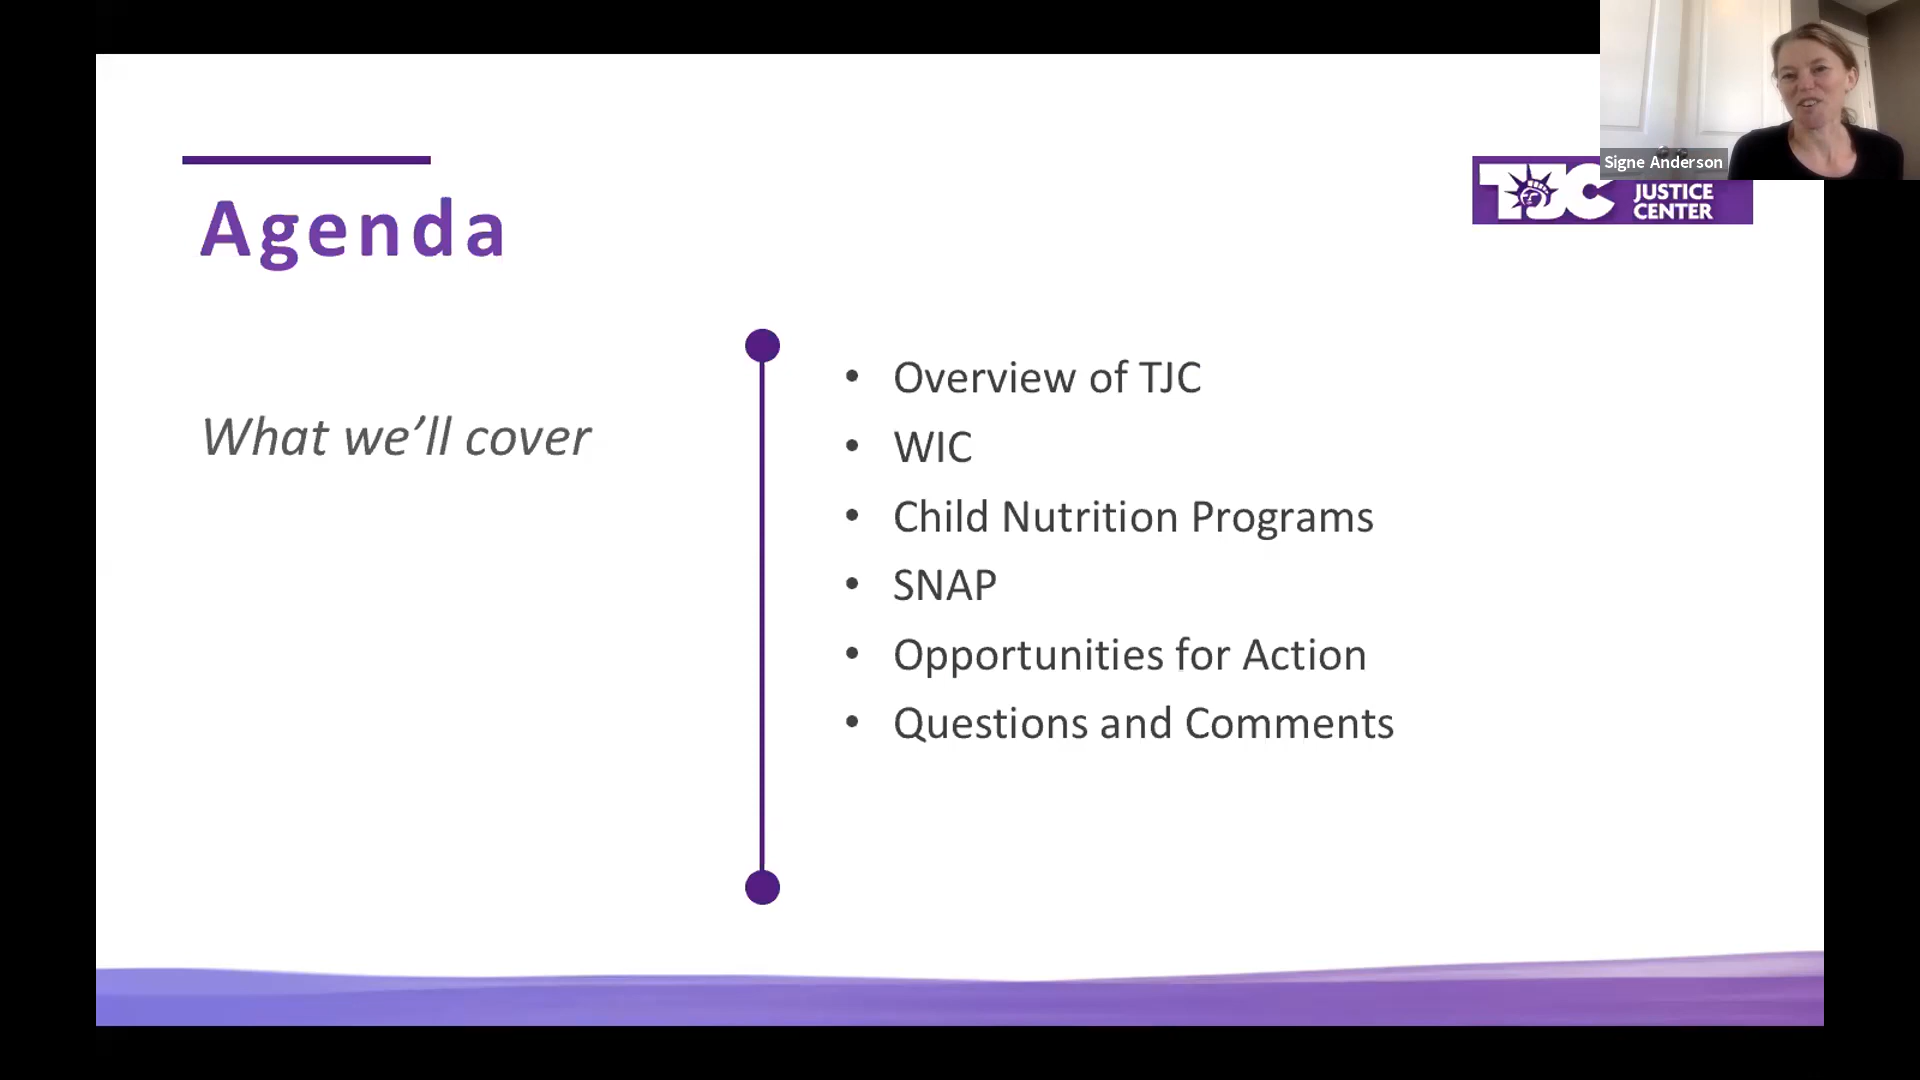 Signe Anderson
TJC JUSTICE
CENTER
Agenda
What we’ll cover
• Overview of TJC
• WIC
• Child Nutrition Programs
• SNAP
• Opportunities for Action
• Questions and Comments